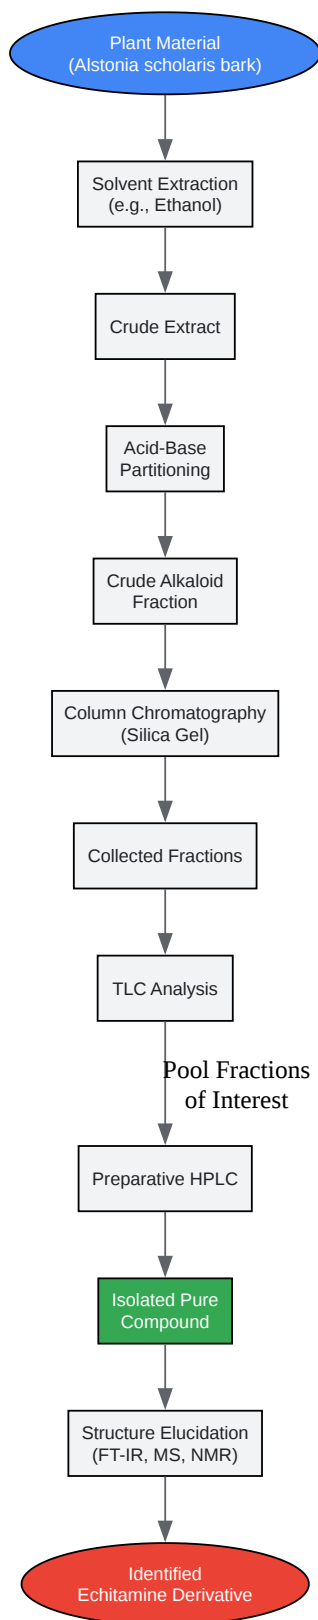 Plant Material
(Alstonia scholaris bark)
Solvent Extraction
(e.g., Ethanol)
Crude Extract
Acid-Base
Partitioning
Crude Alkaloid
Fraction
Column Chromatography
(Silica Gel)
Collected Fractions
TLC Analysis
Pool Fractions
of Interest
Preparative HPLC
Isolated Pure
Compound
Structure Elucidation
(FT-IR, MS, NMR)
Identified
Echitamine Derivative